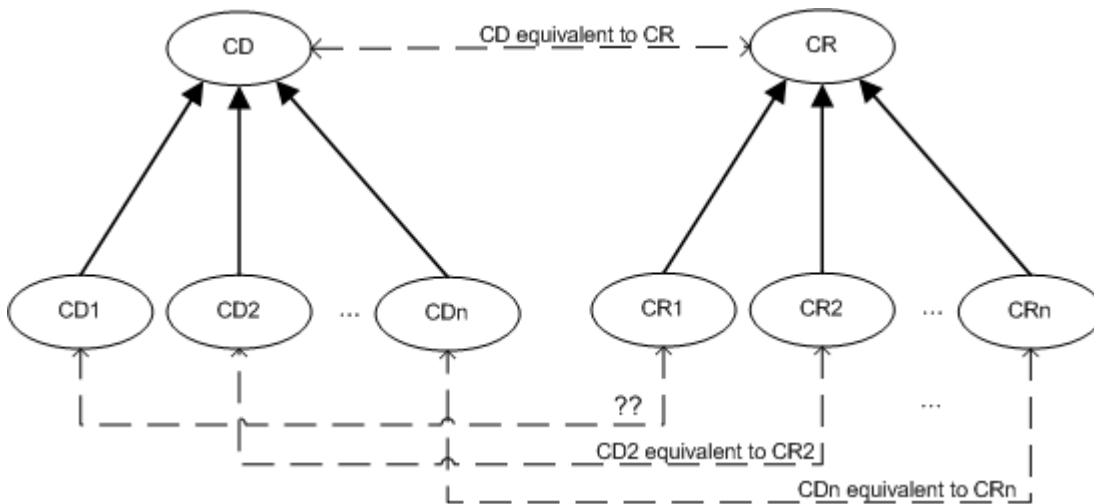 CD
CD equivalent to CR
CR
CD1
CD2
...
CDn
CR1
CR2
...
CRn
??
...
CD2 equivalent to CR2
CDn equivalent to CRn